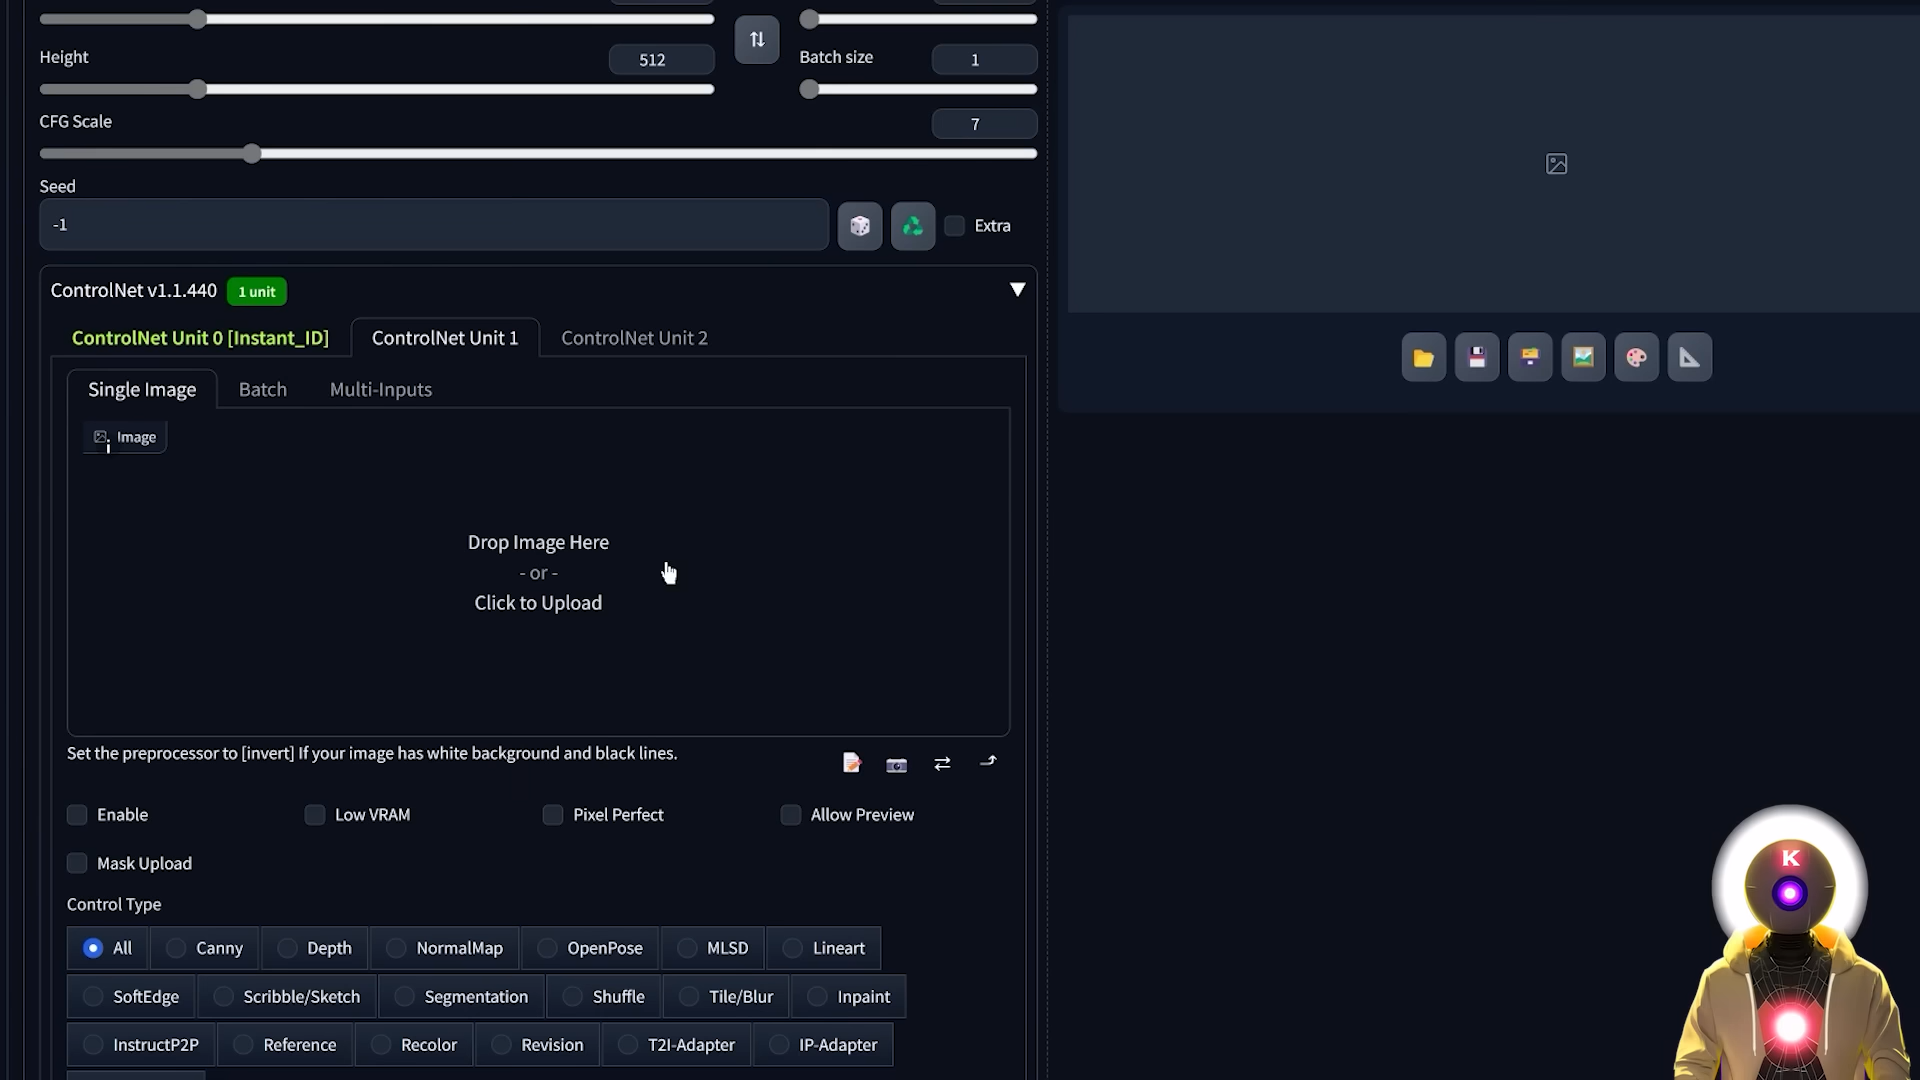 Height
512
Batch size
1
CFG Scale
7
Seed
-1
Extra
ControlNet v1.1.440
1 unit
ControlNet Unit 0 [Instant_ID]
ControlNet Unit 1
ControlNet Unit 2
Single Image
Batch
Multi-Inputs
Image
Drop Image Here
- or -
Click to Upload
Set the preprocessor to [invert] If your image has white background and black lines.
Enable
Low VRAM
Pixel Perfect
Allow Preview
Mask Upload
Control Type
All
Canny
Depth
NormalMap
OpenPose
MLSD
Lineart
SoftEdge
Scribble/Sketch
Segmentation
Shuffle
Tile/Blur
Inpaint
InstructP2P
Reference
Recolor
Revision
T2I-Adapter
IP-Adapter
K